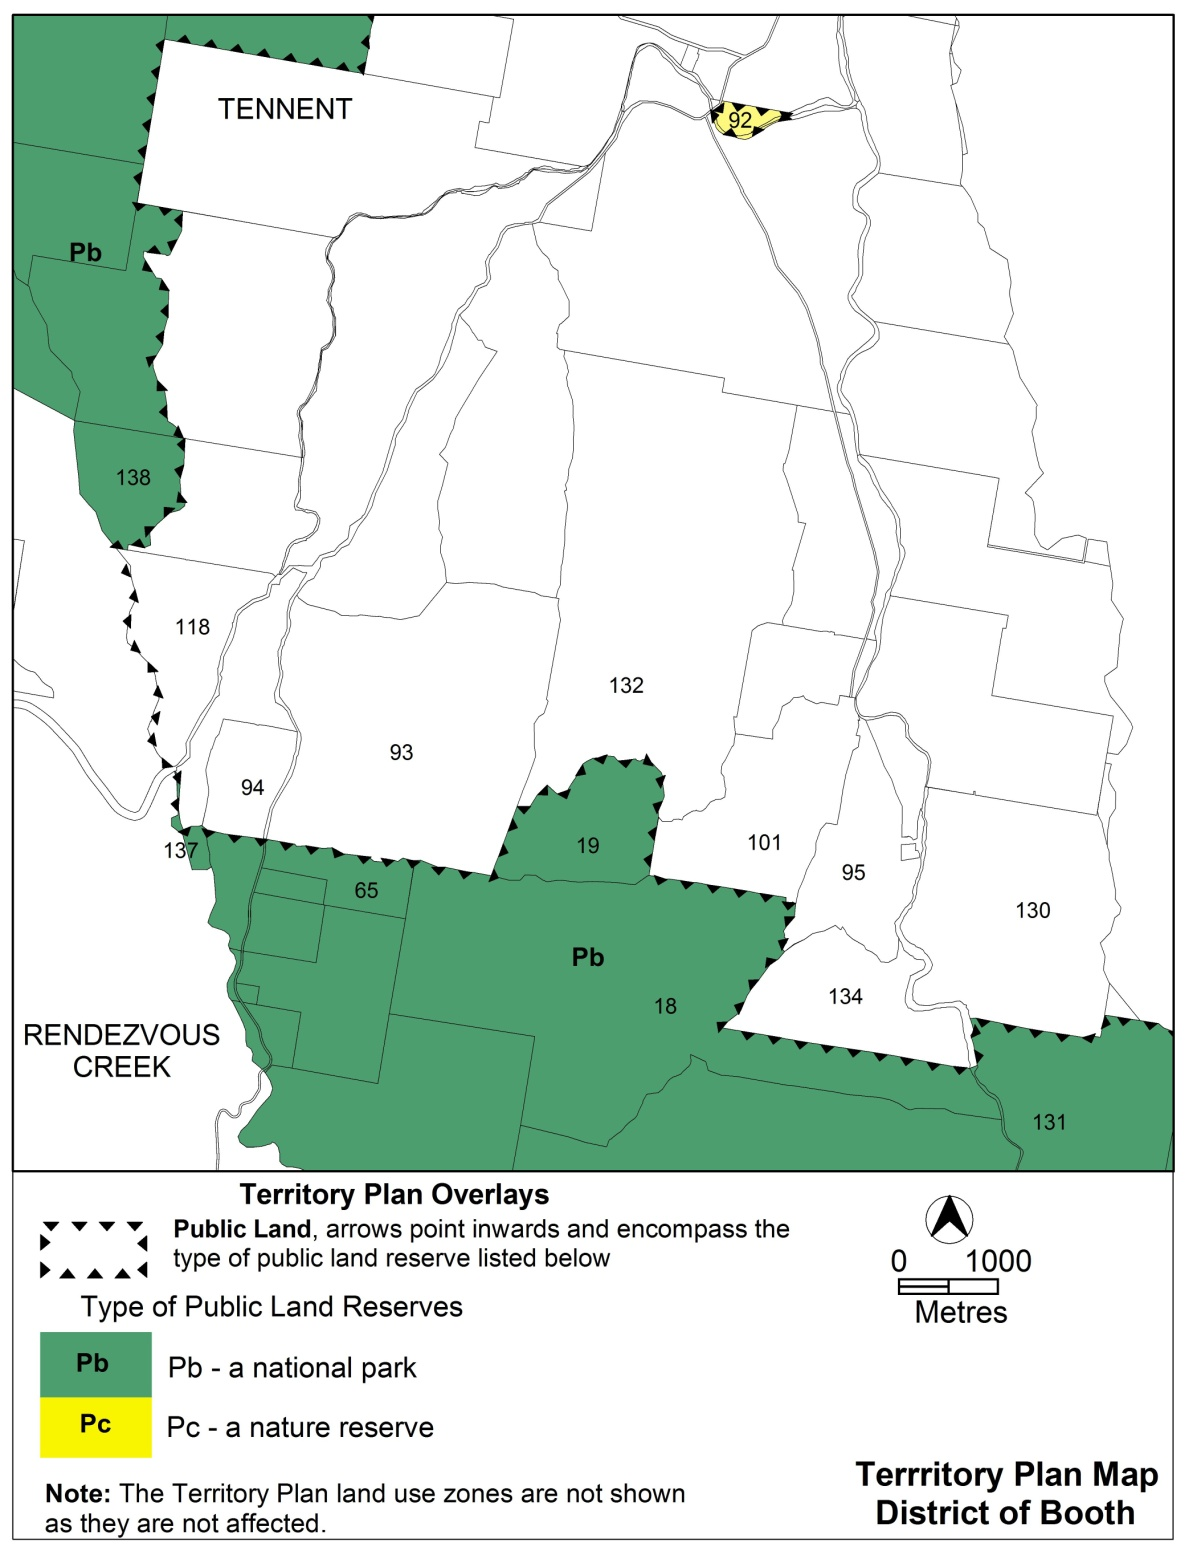 TENNENT
92
Pb
138
118
132
93
94
19
101
137
95
65
130
Pb
134
18
RENDEZVOUS
CREEK
131
Territory Plan Overlays
Public Land, arrows point inwards and encompass the
type of public land reserve listed below
0 1000
Metres
Type of Public Land Reserves
Pb
Pb - a national park
Pc
Pc - a nature reserve
Note: The Territory Plan land use zones are not shown
as they are not affected.
Terrritory Plan Map
District of Booth